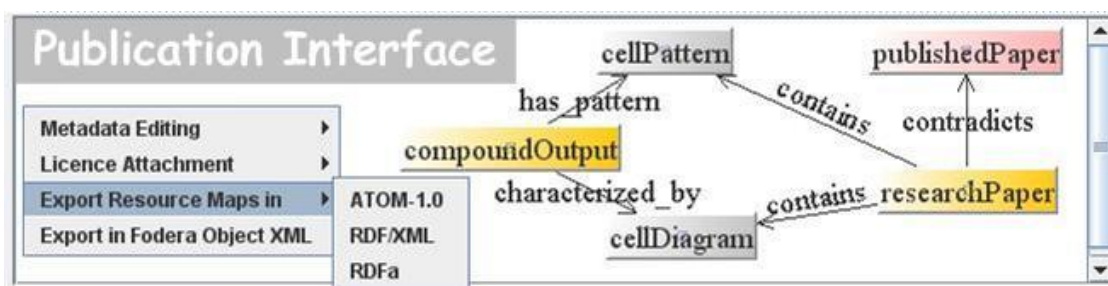 Publication Interface
Metadata Editing
Licence Attachment
Export Resource Maps in
Export in Fodera Object XML
ATOM-1.0
RDF/XML
RDFa
cellPattern
publishedPaper
has_pattern
contains
contradicts
compoundOutput
characterized_by
contains
researchPaper
cellDiagram